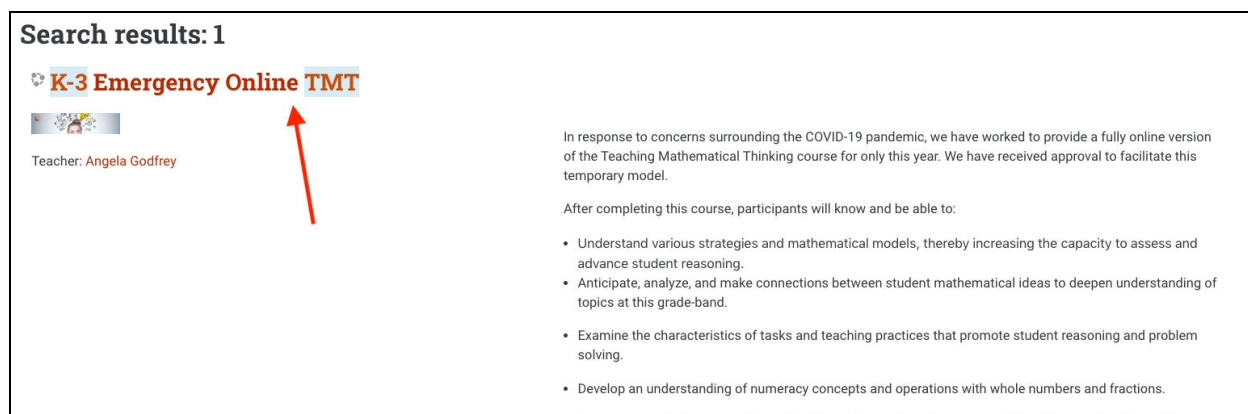 Search results: 1
K-3 Emergency Online TMT
Teacher: Angela Godfrey
In response to concerns surrounding the COVID-19 pandemic, we have worked to provide a fully online version
of the Teaching Mathematical Thinking course for only this year. We have received approval to facilitate this
temporary model.
After completing this course, participants will know and be able to:
• Understand various strategies and mathematical models, thereby increasing the capacity to assess and
advance student reasoning.
• Anticipate, analyze, and make connections between student mathematical ideas to deepen understanding of
topics at this grade-band.
• Examine the characteristics of tasks and teaching practices that promote student reasoning and problem
solving.
• Develop an understanding of numeracy concepts and operations with whole numbers and fractions.